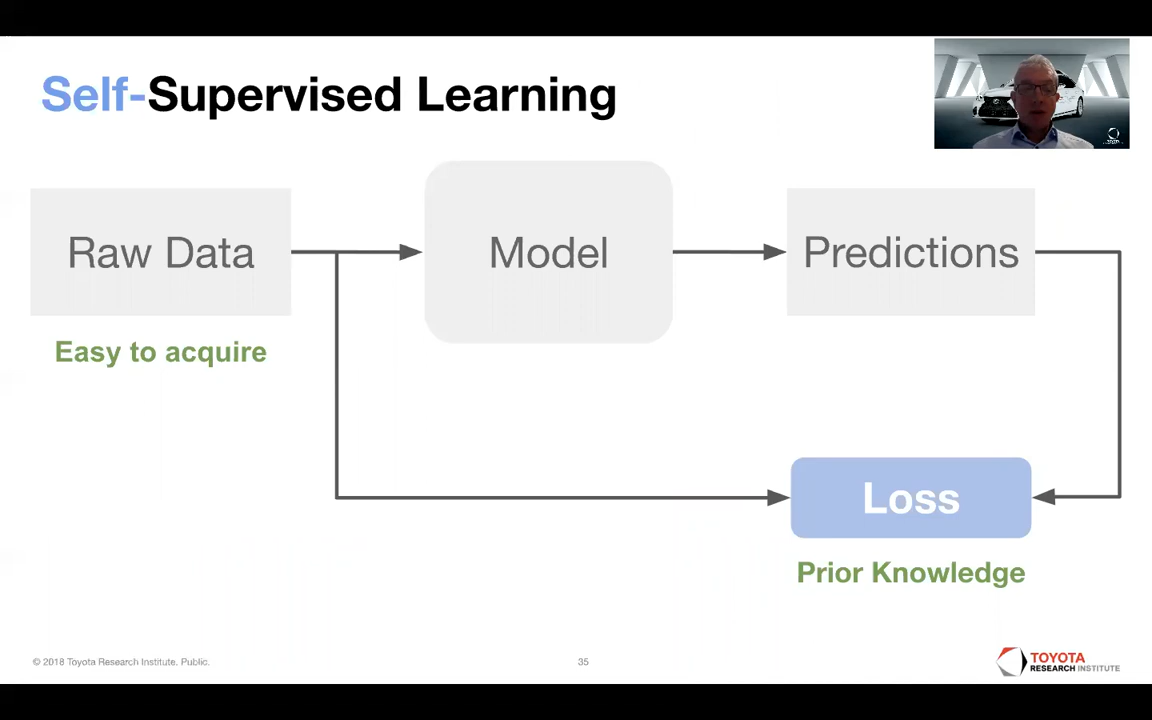 Self-Supervised Learning
Raw Data
Model
Predictions
Easy to acquire
Loss
Prior Knowledge
© 2018 Toyota Research Institute. Public.
35
TOYOTA
RESEARCH INSTITUTE